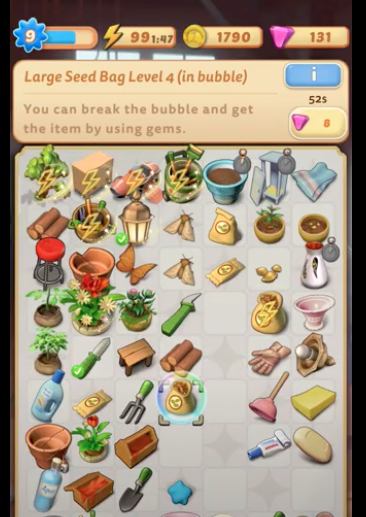 9
991:47
1790
131
Large Seed Bag Level 4 (in bubble)
i
52s
You can break the bubble and get
the item by using gems.
8